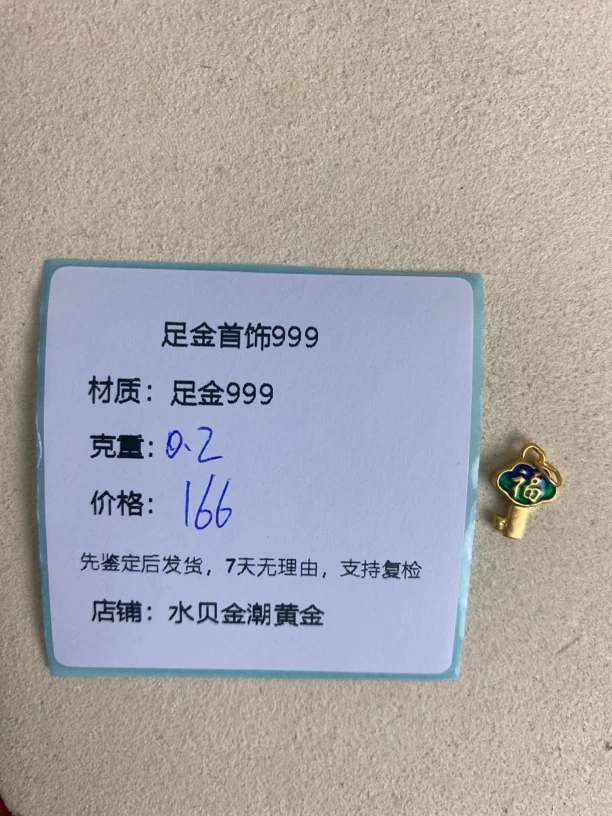 足金首饰999
材质：足金999
克重：0.2
价格：166
先鉴定后发货，7天无理由，支持复检
店铺：水贝金潮黄金
福